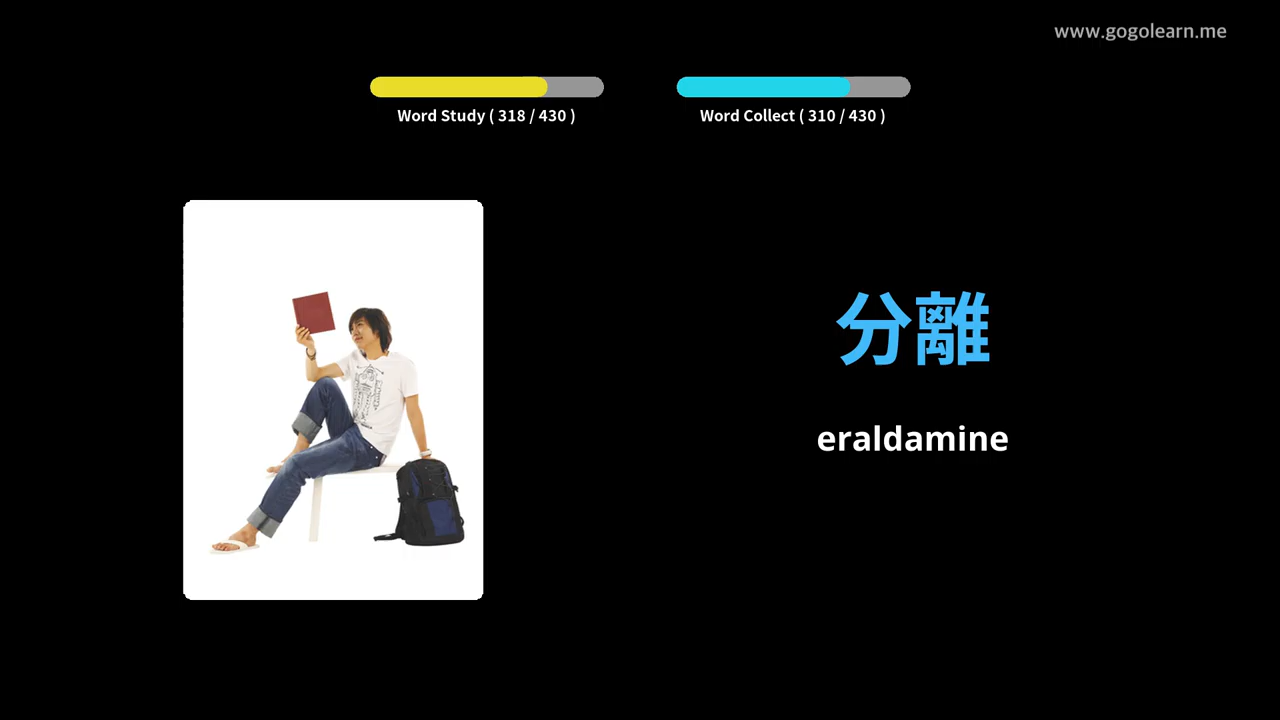 www.gogolearn.me
Word Study ( 318 / 430 )
Word Collect ( 310 / 430 )
分離
eraldamine